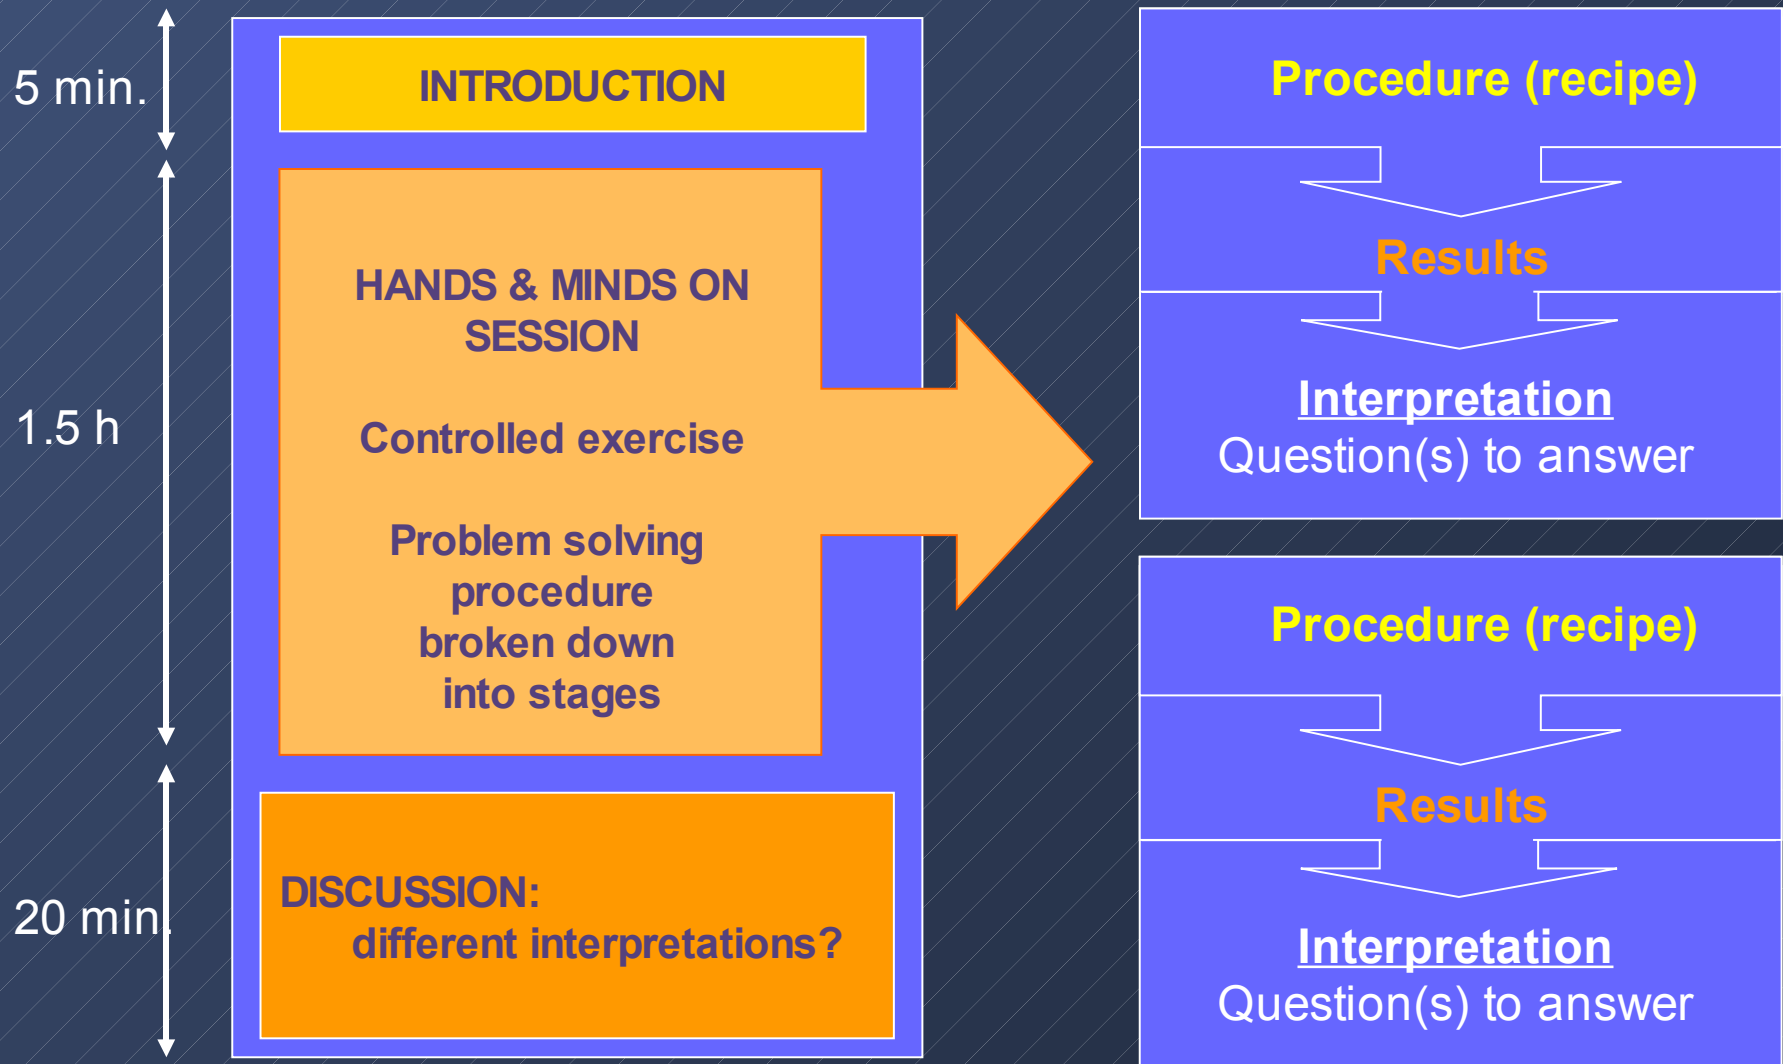 5 min.
INTRODUCTION
1.5 h
HANDS & MINDS ON
SESSION
Controlled exercise
Problem solving
procedure
broken down
into stages
20 min.
DISCUSSION:
different interpretations?
Procedure (recipe)
Results
Interpretation
Question(s) to answer
Procedure (recipe)
Results
Interpretation
Question(s) to answer